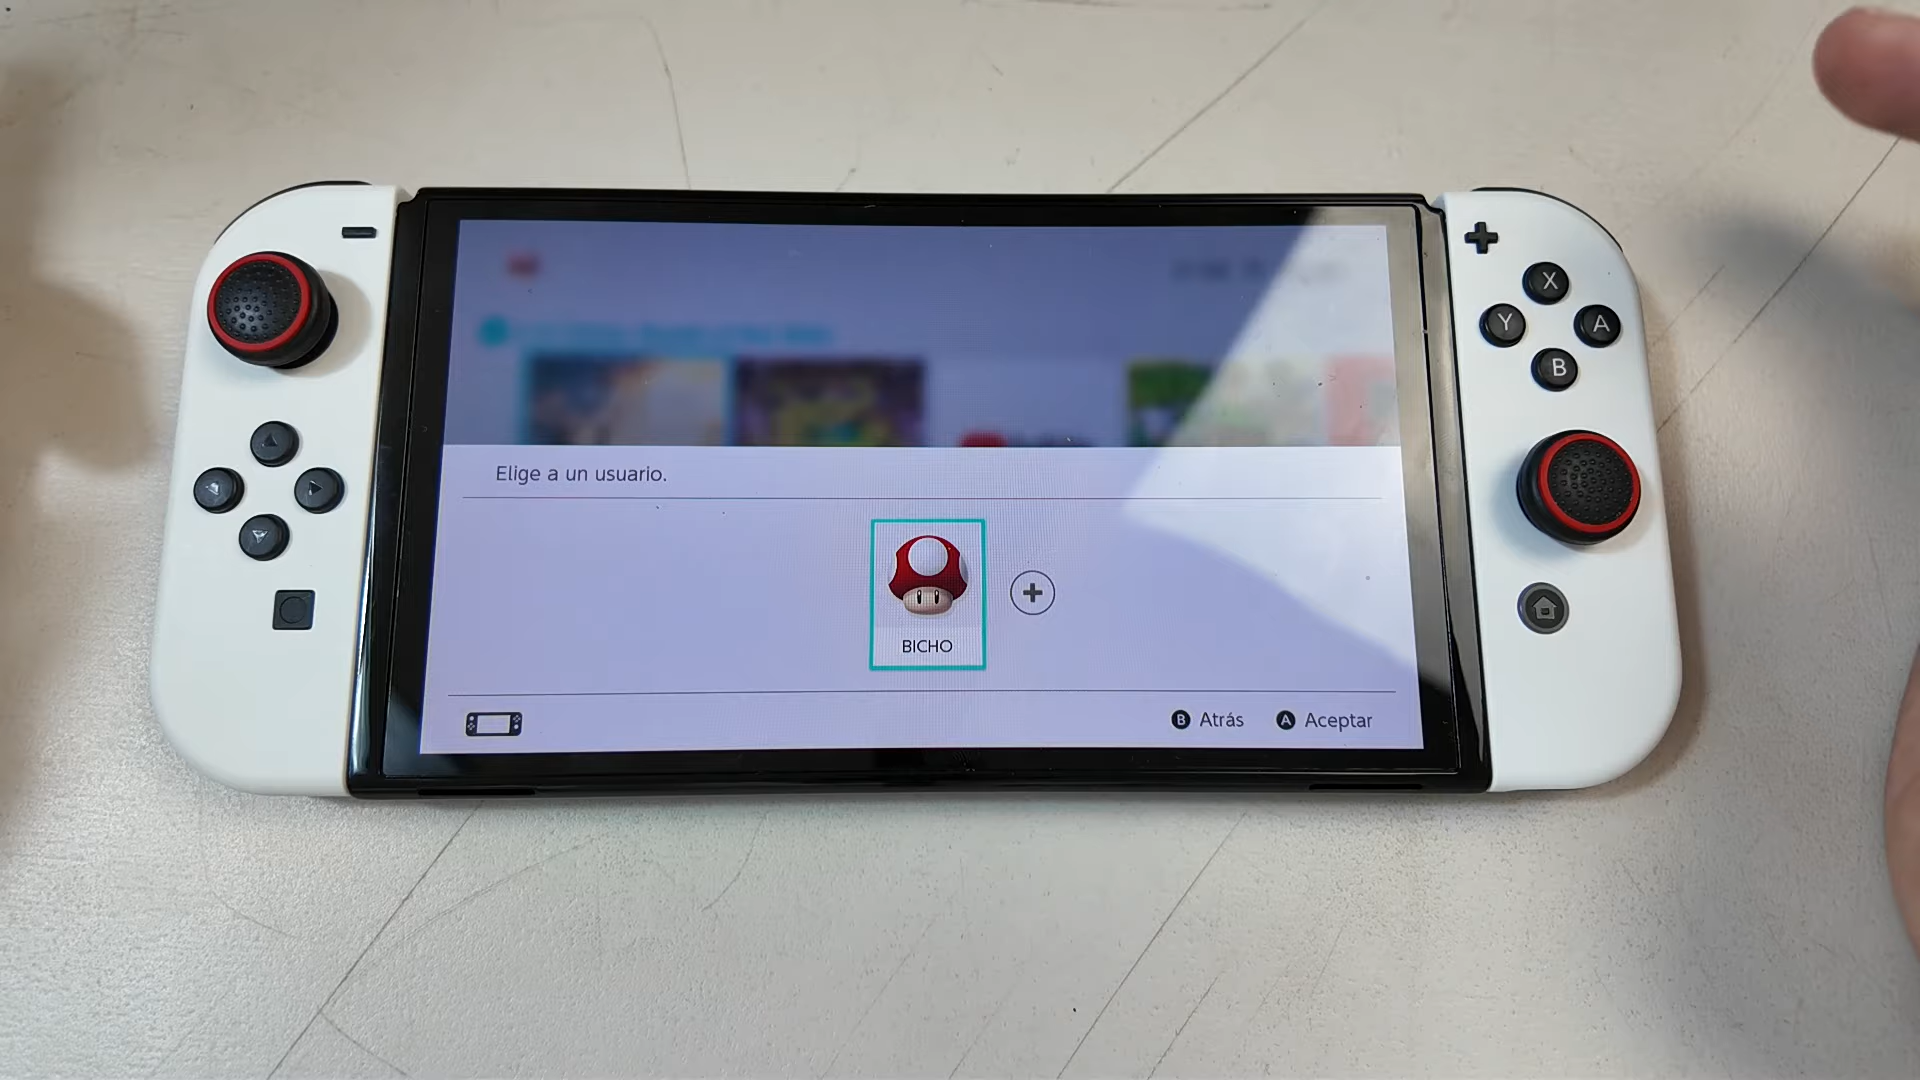 Elige a un usuario.
BICHO
B Atrás
A Aceptar
X
Y
A
B